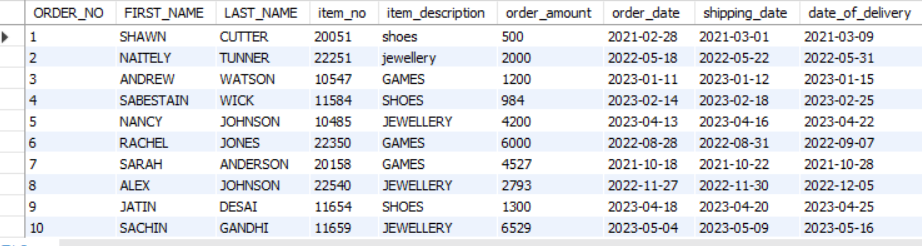 ORDER_NO FIRST_NAME LAST_NAME item_no item_description order_amount order_date shipping_date date_of_delivery
1 SHAWN CUTTER 20051 shoes 500 2021-02-28 2021-03-01 2021-03-09
2 NAITELY TUNNER 22251 jewellery 2000 2022-05-18 2022-05-22 2022-05-31
3 ANDREW WATSON 10547 GAMES 1200 2023-01-11 2023-01-12 2023-01-15
4 SABESTAIN WICK 11584 SHOES 984 2023-02-14 2023-02-18 2023-02-25
5 NANCY JOHNSON 10485 JEWELLERY 4200 2023-04-13 2023-04-16 2023-04-22
6 RACHEL JONES 22350 GAMES 6000 2022-08-28 2022-08-31 2022-09-07
7 SARAH ANDERSON 20158 GAMES 4527 2021-10-18 2021-10-22 2021-10-28
8 ALEX JOHNSON 22540 JEWELLERY 2793 2022-11-27 2022-11-30 2022-12-05
9 JATIN DESAI 11654 SHOES 1300 2023-04-18 2023-04-20 2023-04-25
10 SACHIN GANDHI 11659 JEWELLERY 6529 2023-05-04 2023-05-09 2023-05-16